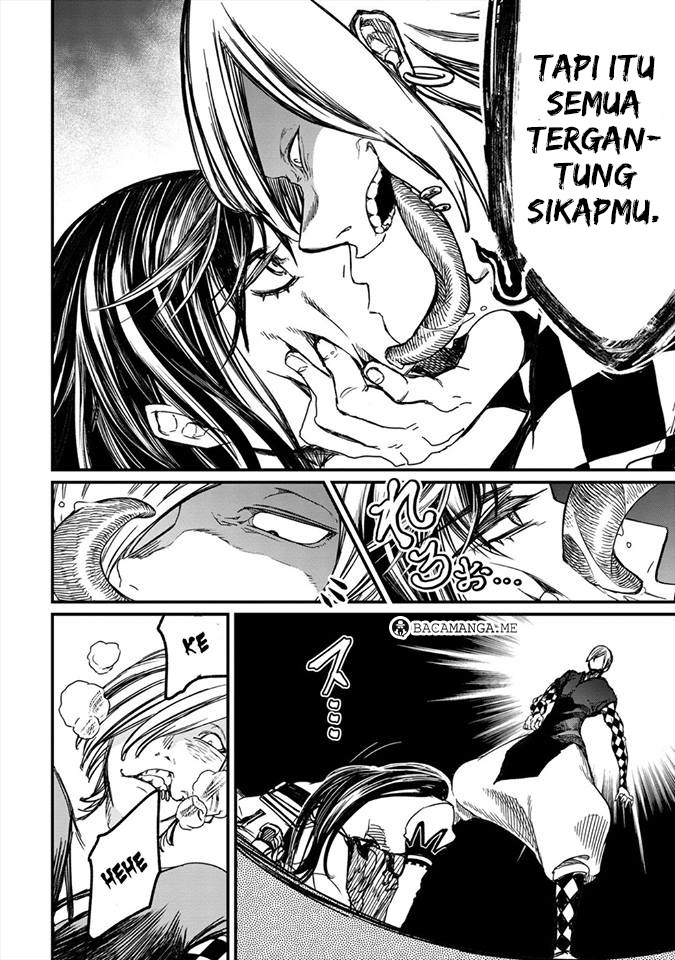 TAPI ITU
SEMUA
TERGAN-
TUNG
SIKAPMU.
れろぉ...
BACAMANGA.ME
ス...
KE
HEHE